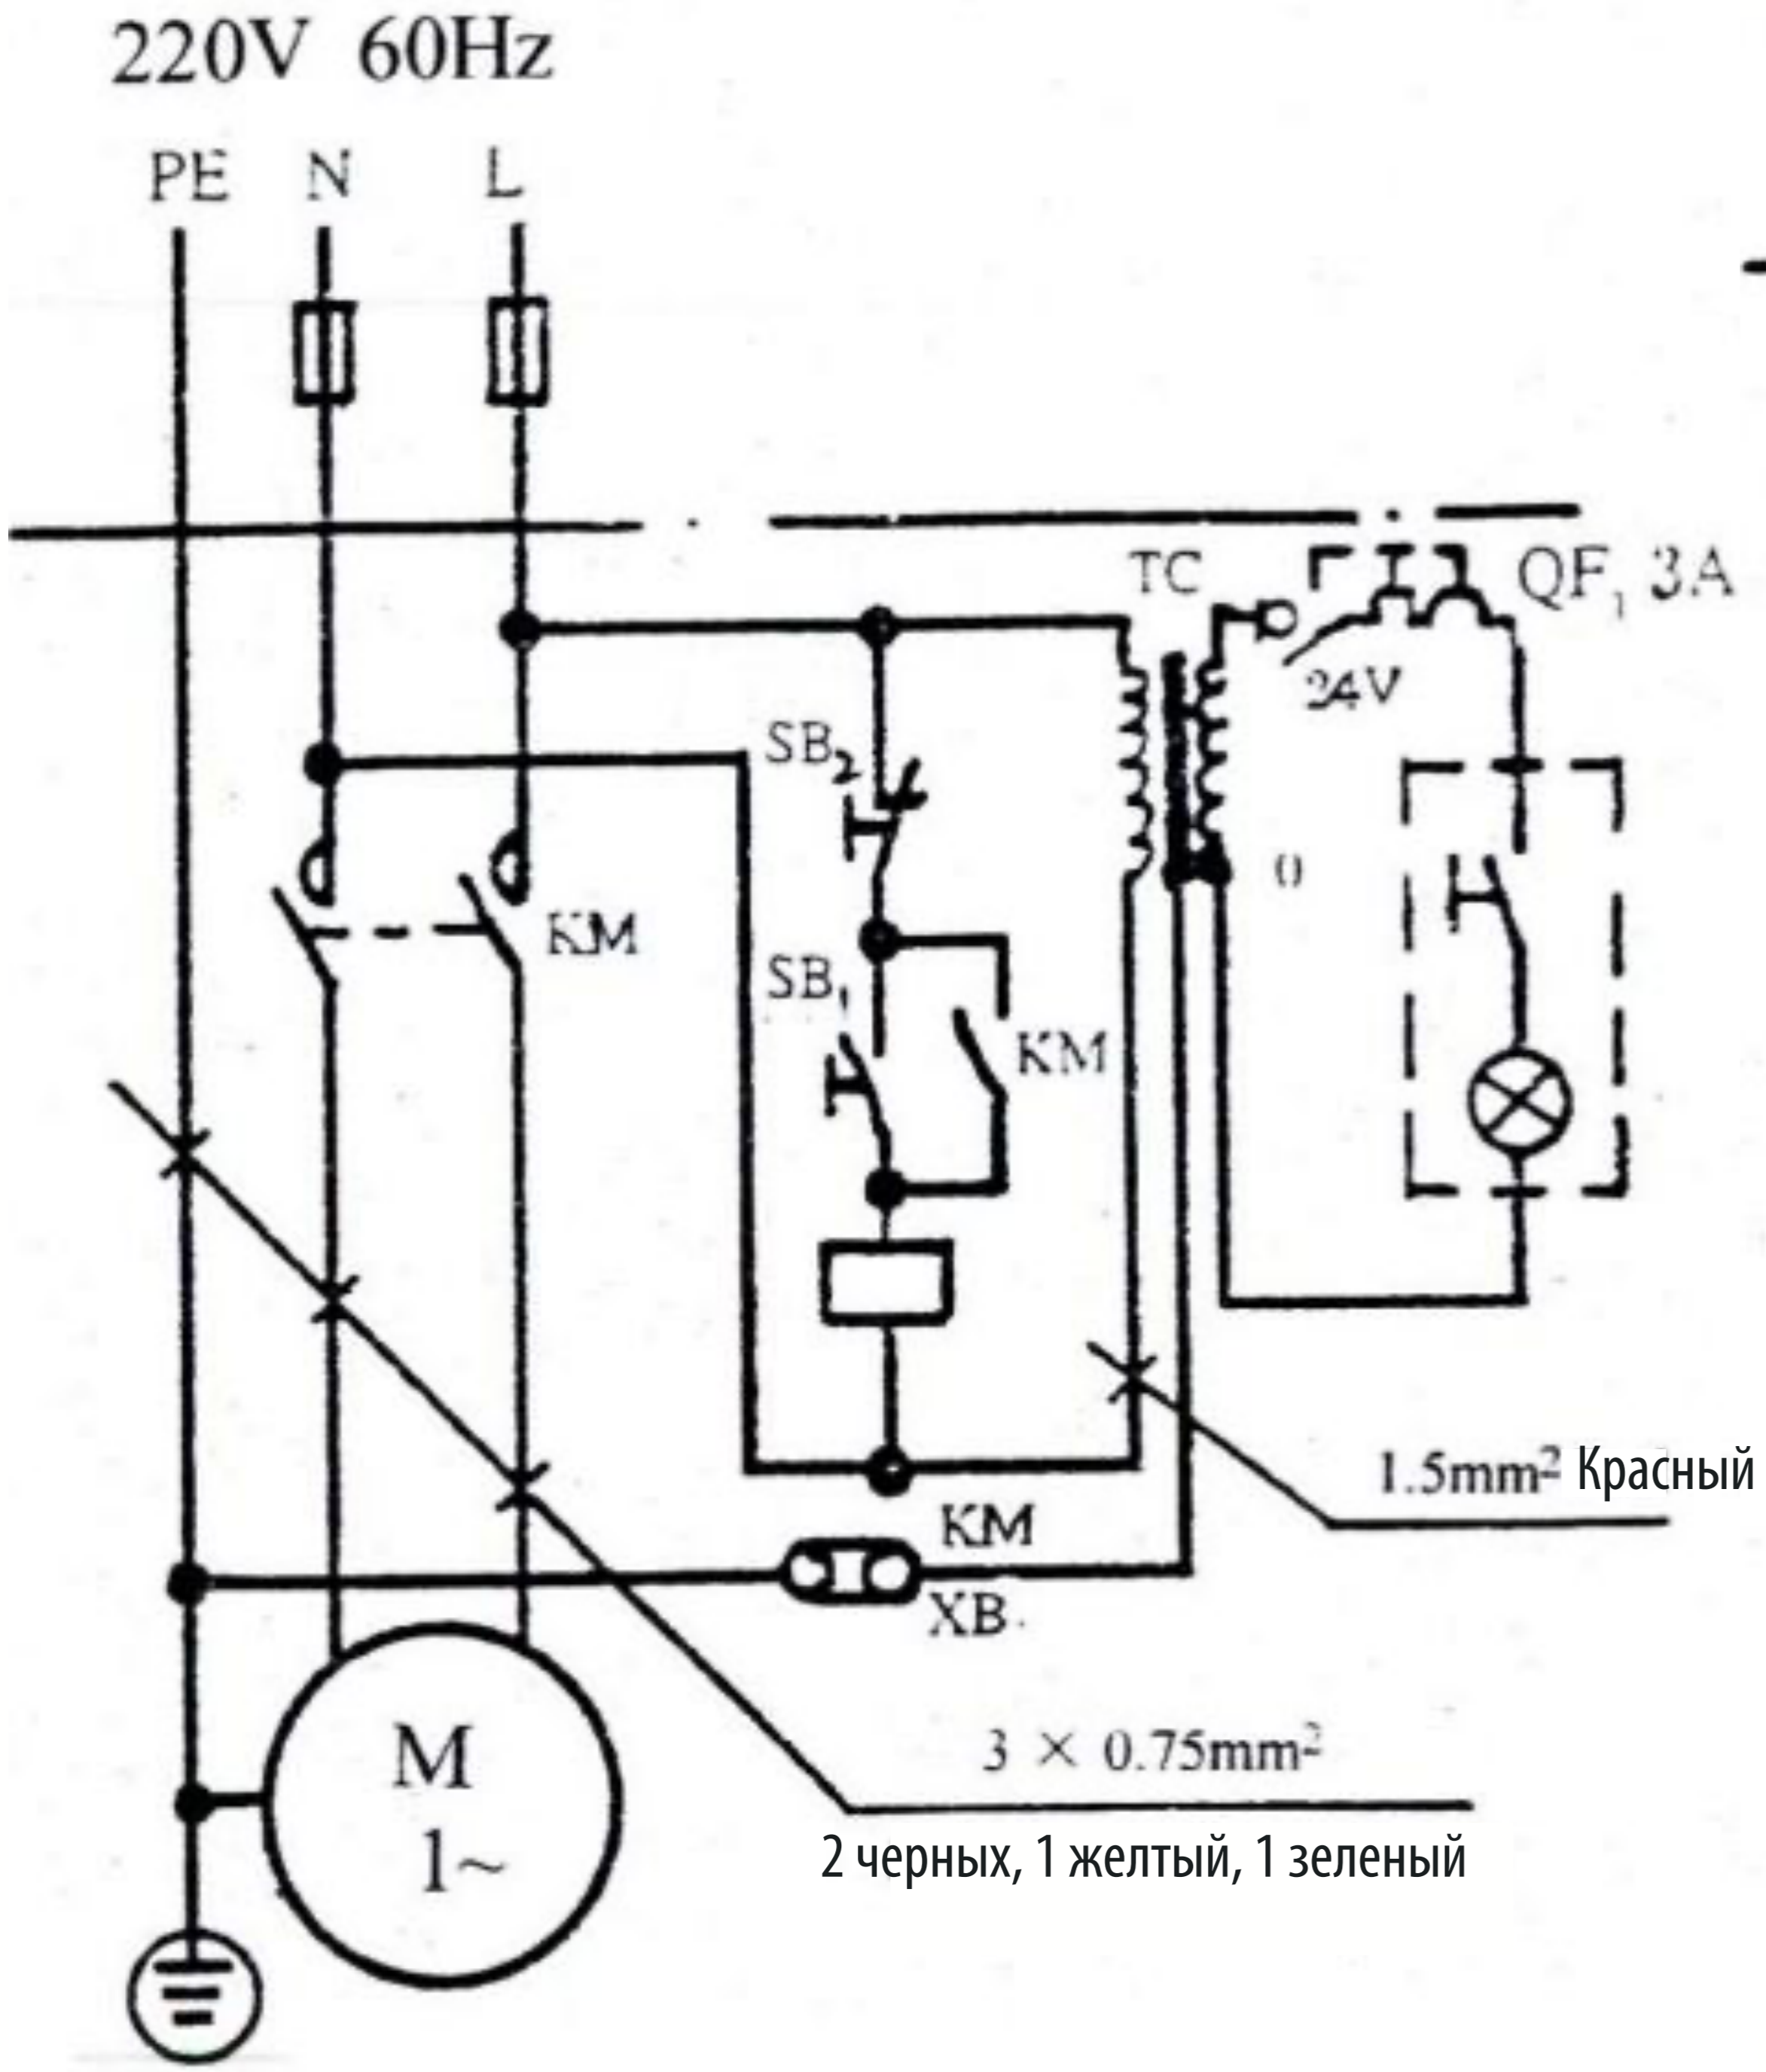 220V 60Hz
PE N L
TC
QF₁ 3A
24V
SB₂
0
KM
SB₁
KM
1.5mm² Красный
KM
XB
3 × 0.75mm²
M
1~
2 черных, 1 желтый, 1 зеленый